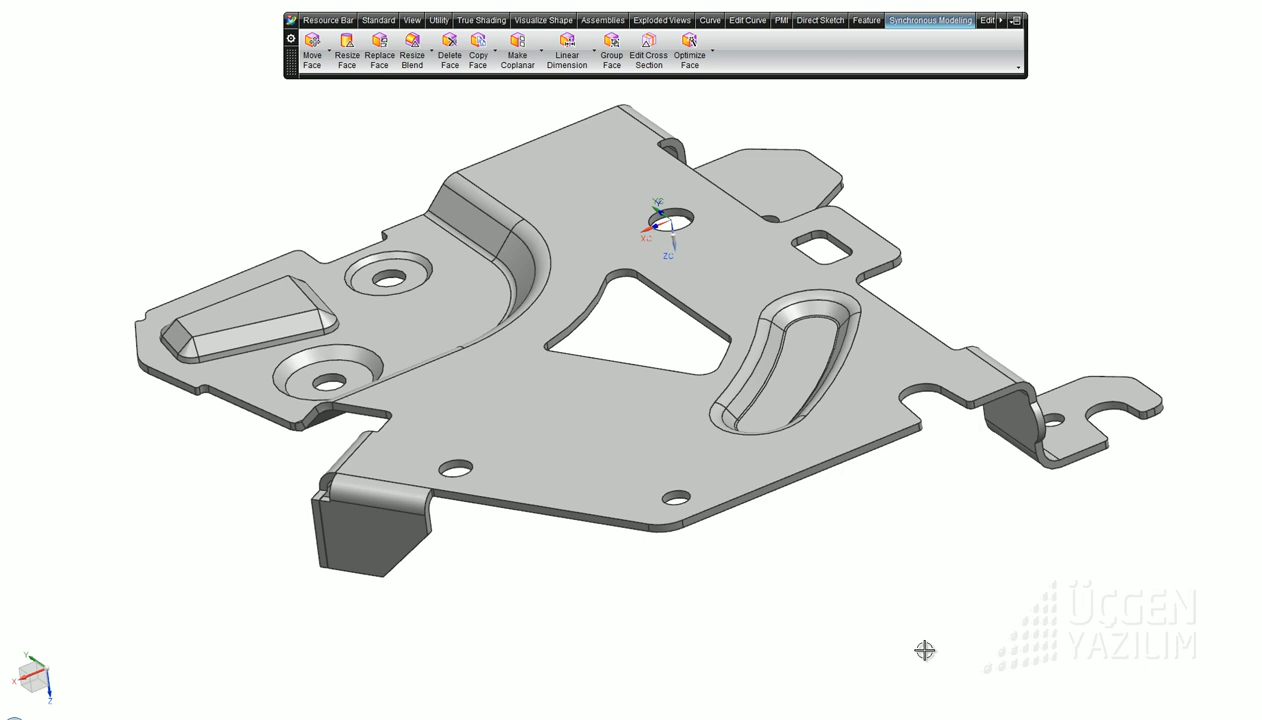 Resource Bar Standard View Utility True Shading Visualize Shape Assemblies Exploded Views Curve Edit Curve PMI Direct Sketch Feature Synchronous Modeling Edit
Move Face
Resize Face
Replace Face
Resize Blend
Delete Face
Copy Face
Make Coplanar
Linear Dimension
Group Face
Edit Cross Section
Optimize Face
YC
XC
ZC
ÜÇGEN
YAZILIM
Y
X
Z